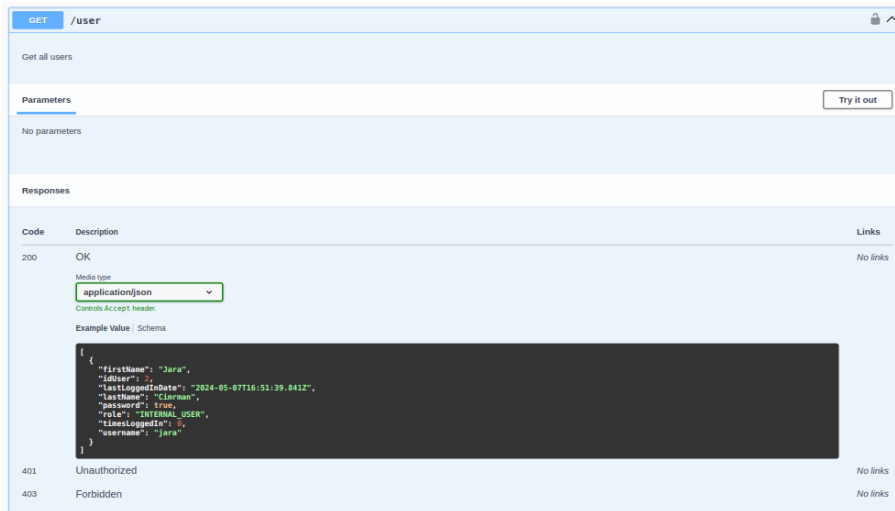 GET /user
Get all users
Parameters Try it out
No parameters
Responses
Code Description Links
200 OK No links
Media type
application/json
Controls Accept header.
Example Value Schema
[
{
"firstName": "Jara",
"idUser": 2,
"lastLoggedInDate": "2024-05-07T16:51:39.841Z",
"lastName": "Cimrman",
"password": true,
"role": "INTERNAL_USER",
"timesLoggedIn": 0,
"username": "jara"
}
]
401 Unauthorized No links
403 Forbidden No links